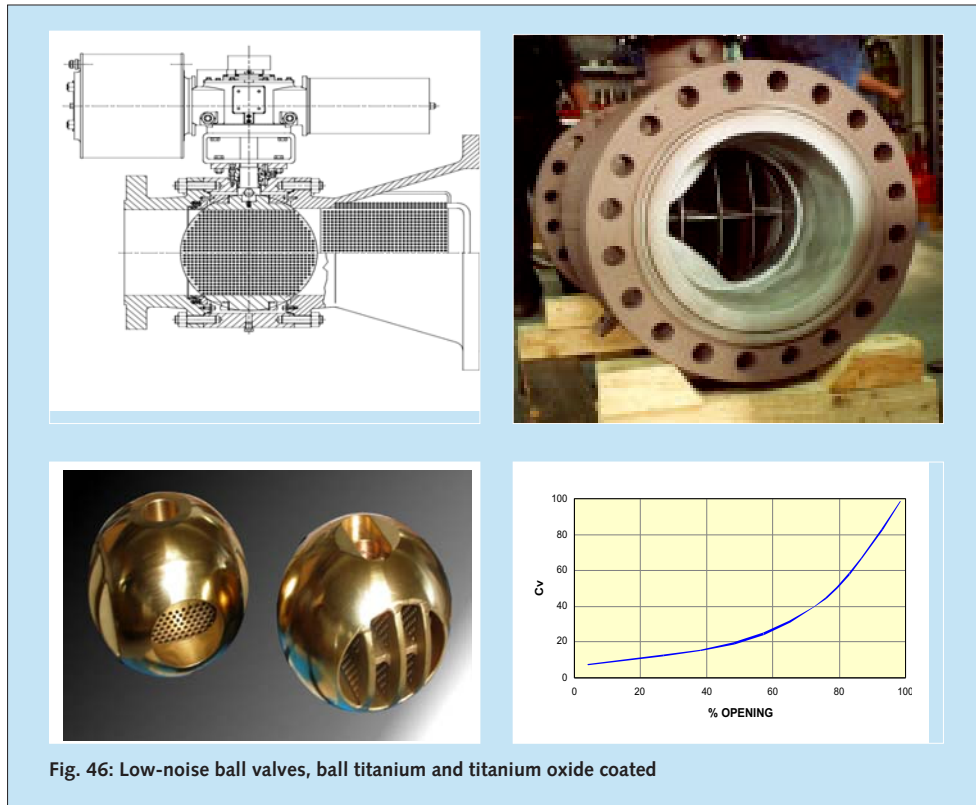 100
80
60
40
20
0
Cv
0 20 40 60 80 100
% OPENING
Fig. 46: Low-noise ball valves, ball titanium and titanium oxide coated